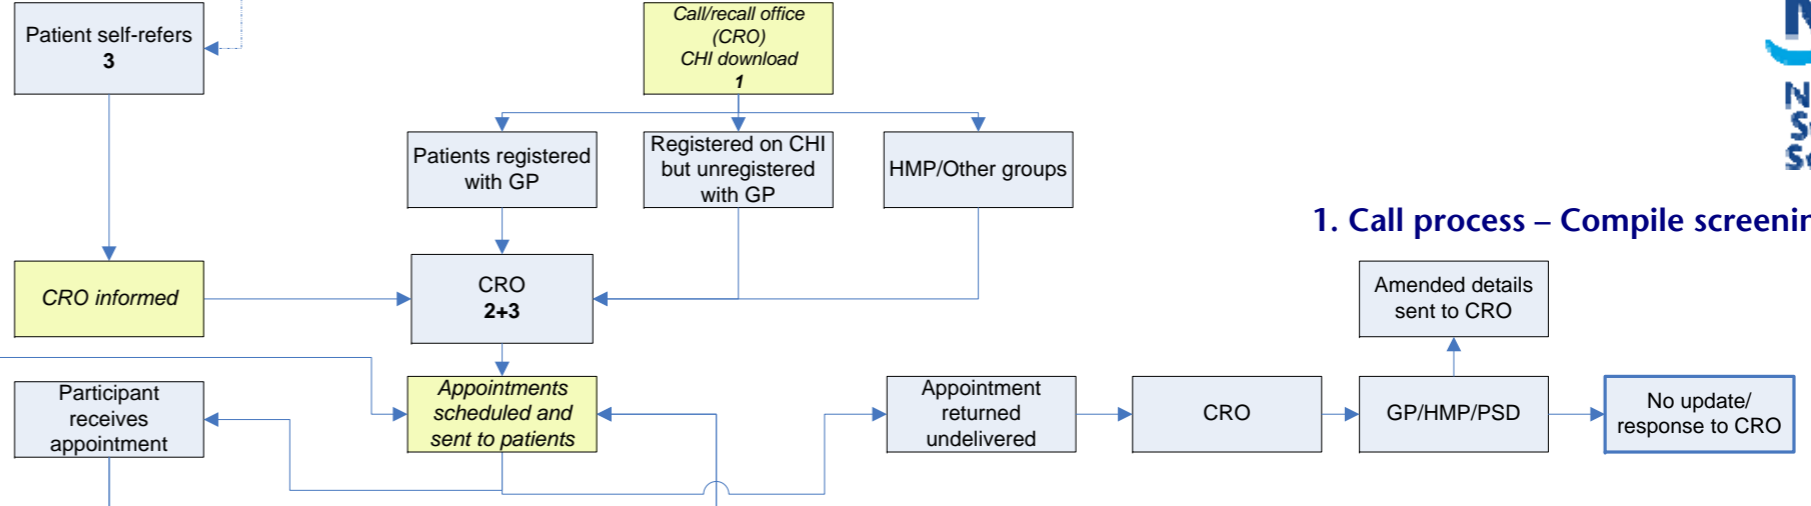 Patient self-refers
3
Call/recall office
(CRO)
CHI download
1
Patients registered
with GP
Registered on CHI
but unregistered
with GP
HMP/Other groups
1. Call process – Compile
CRO informed
CRO
2+3
Amended details
sent to CRO
Participant
receives
appointment
Appointments
scheduled and
sent to patients
Appointment
returned
undelivered
CRO
GP/HMP/PSD
No update/
response to CRO